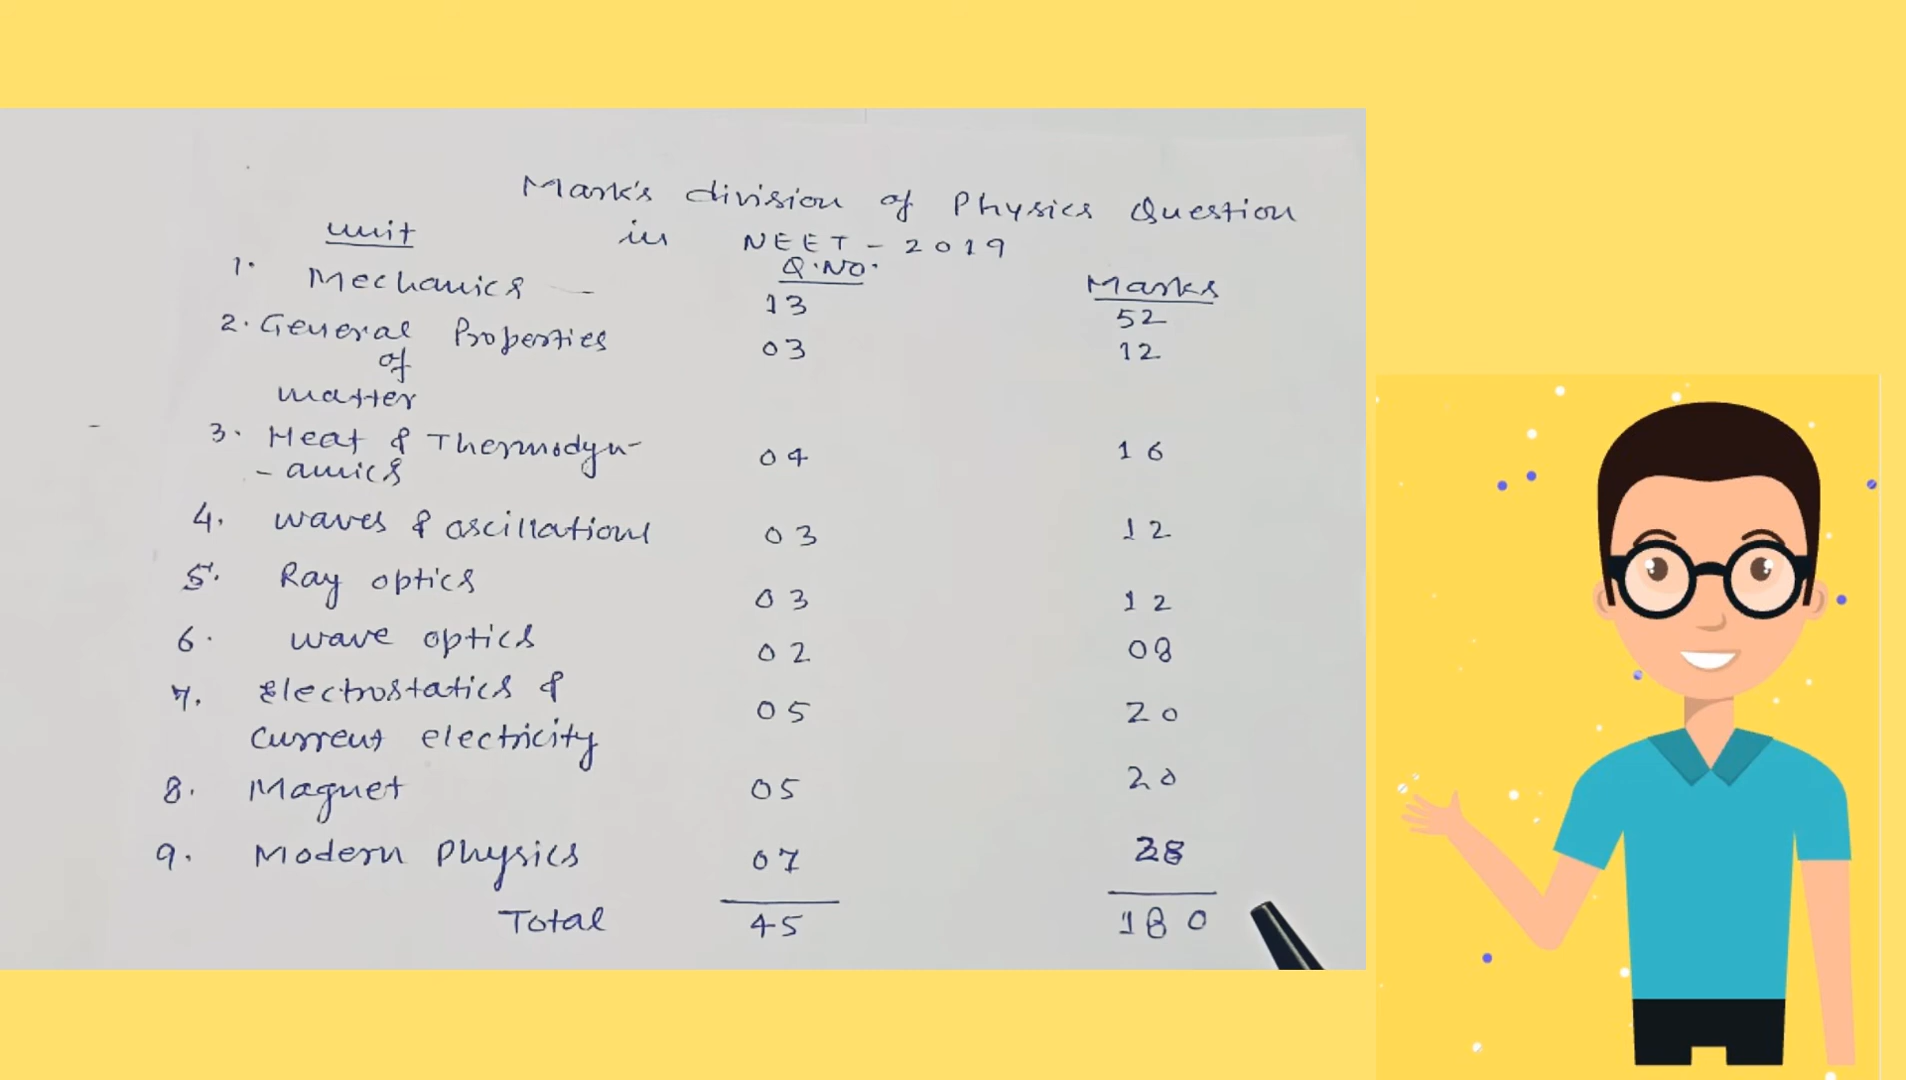 Mark's division of Physics Question
unit in NEET - 2019
Q.NO. Marks
1. Mechanics - 13 52
2. General Properties 03 12
of
matter
3. Heat & Thermodyn-
- amics 04 16
4. waves & oscillations 03 12
5. Ray optics 03 12
6. wave optics 02 08
7. Electrostatics & 05 20
current electricity
8. Magnet 05 20
9. Modern Physics 07 28
Total 45 180